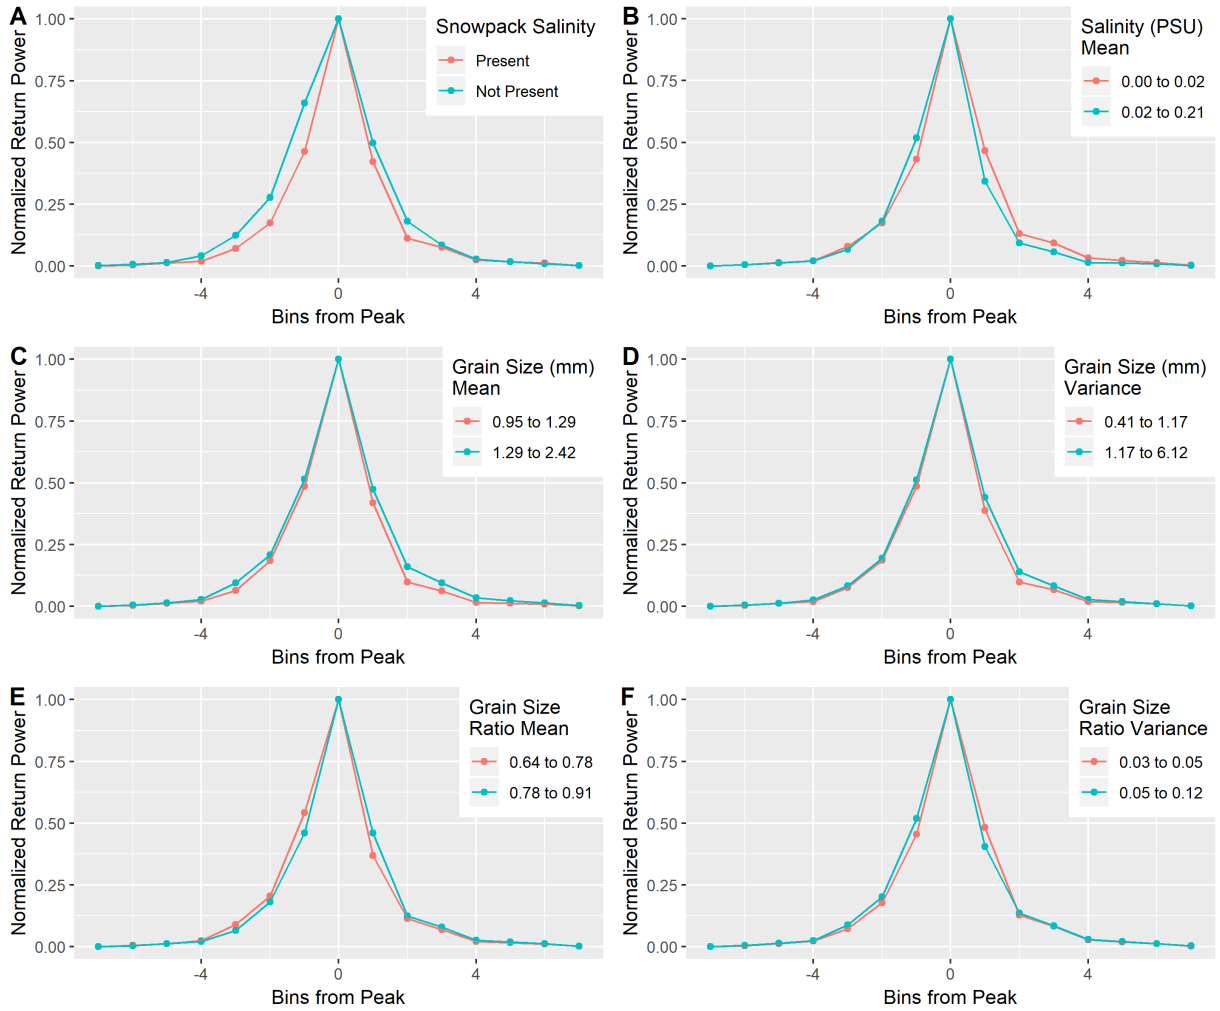 A
Normalized Return Power
1.00
0.75
0.50
0.25
0.00
-4
0
4
Bins from Peak
Snowpack Salinity
Present
Not Present
B
Normalized Return Power
1.00
0.75
0.50
0.25
0.00
-4
0
4
Bins from Peak
Salinity (PSU)
Mean
0.00 to 0.02
0.02 to 0.21
C
Normalized Return Power
1.00
0.75
0.50
0.25
0.00
-4
0
4
Bins from Peak
Grain Size (mm)
Mean
0.95 to 1.29
1.29 to 2.42
D
Normalized Return Power
1.00
0.75
0.50
0.25
0.00
-4
0
4
Bins from Peak
Grain Size (mm)
Variance
0.41 to 1.17
1.17 to 6.12
E
Normalized Return Power
1.00
0.75
0.50
0.25
0.00
-4
0
4
Bins from Peak
Grain Size
Ratio Mean
0.64 to 0.78
0.78 to 0.91
F
Normalized Return Power
1.00
0.75
0.50
0.25
0.00
-4
0
4
Bins from Peak
Grain Size
Ratio Variance
0.03 to 0.05
0.05 to 0.12